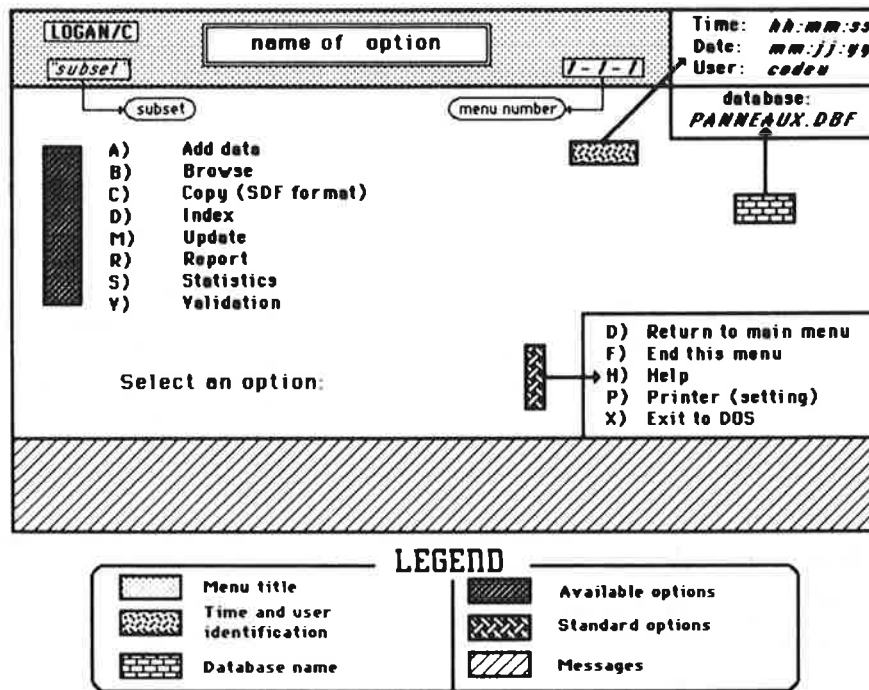 LOGAN/C
name of option
"subset"
/-/-/
Time: hh:mm:ss
Date: mm:jj:yy
User: codeu
subset
menu number
database:
PANNEAUX.DBF
A) Add data
B) Browse
C) Copy (SDF format)
D) Index
M) Update
R) Report
S) Statistics
V) Validation
Select an option:
D) Return to main menu
F) End this menu
H) Help
P) Printer (setting)
X) Exit to DOS
LEGEND
Menu title
Time and user
identification
Database name
Available options
Standard options
Messages